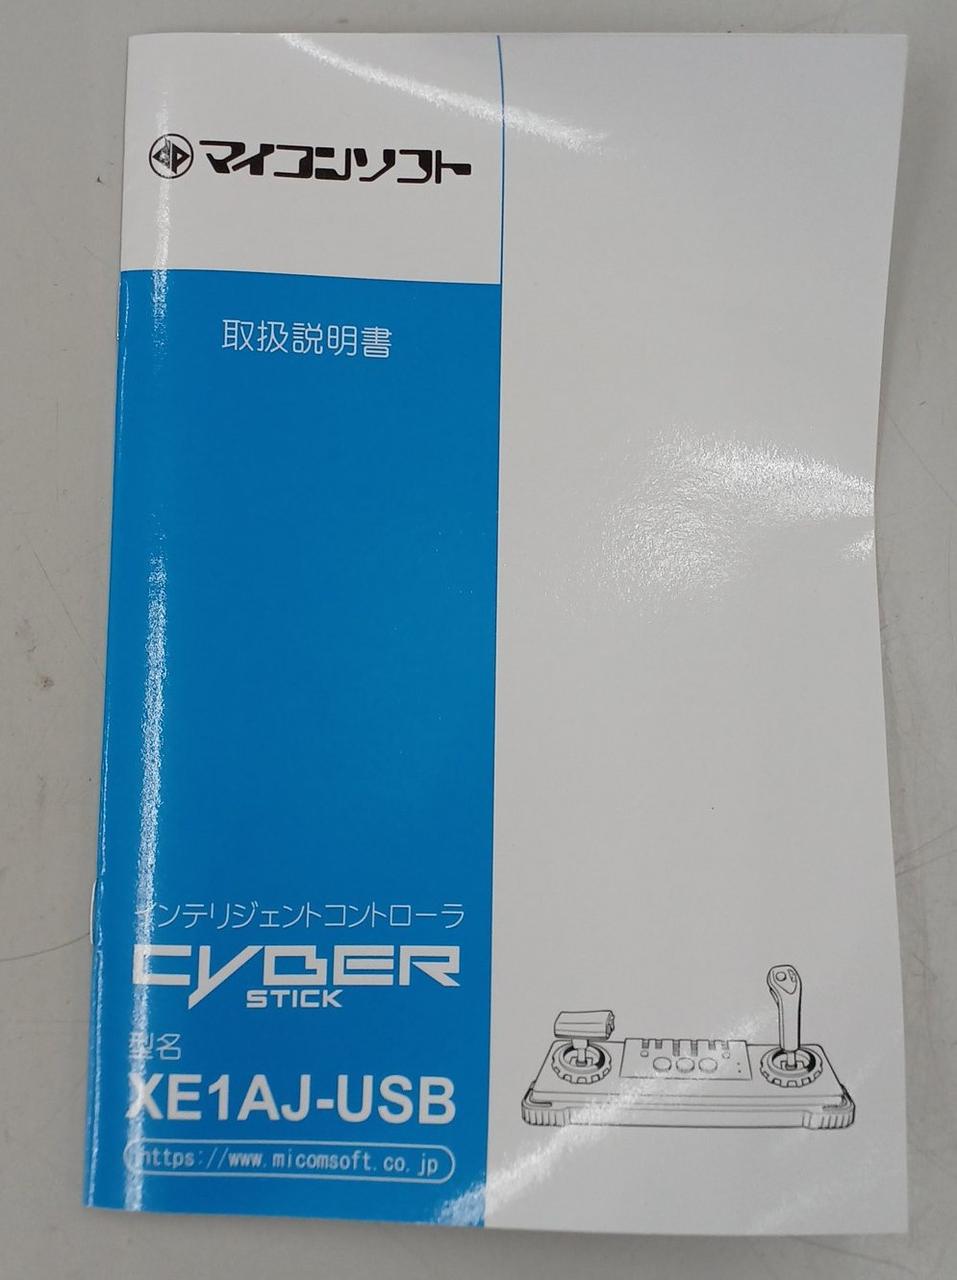 マイコンソフト
取扱説明書
インテリジェントコントローラ
CYBER
STICK
型名
XE1AJ-USB
https://www.micomsoft.co.jp